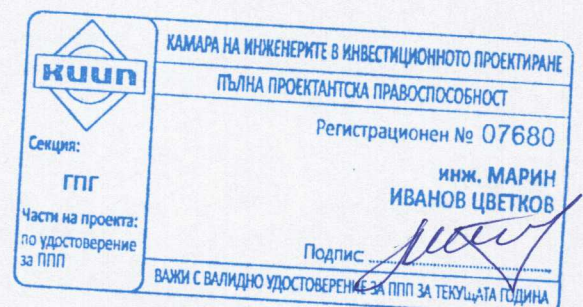 КАМАРА НА ИНЖЕНЕРИТЕ В ИНВЕСТИЦИОННОТО ПРОЕКТИРАНЕ
КИИП
ПЪЛНА ПРОЕКТАНТСКА ПРАВОСПОСОБНОСТ
Регистрационен № 07680
Секция:
ГПГ
инж. МАРИН
ИВАНОВ ЦВЕТКОВ
Части на проекта:
по удостоверение
за ППП
Подпис
ВАЖИ С ВАЛИДНО УДОСТОВЕРЕНИЕ ЗА ППП ЗА ТЕКУЩАТА ГОДИНА